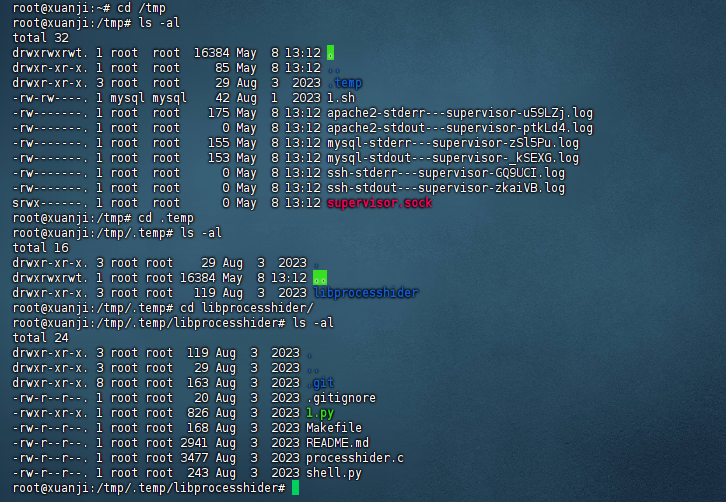 root@xuanji:~# cd /tmp
root@xuanji:/tmp# ls -al
total 32
drwxrwxrwt. 1 root  root  16384 May  8 13:12 .
drwxr-xr-x. 1 root  root     85 May  8 13:12 ..
drwxr-xr-x. 3 root  root     29 Aug  3  2023 .temp
-rw-rw----. 1 mysql mysql    42 Aug  1  2023 1.sh
-rw-------. 1 root  root    175 May  8 13:12 apache2-stderr---supervisor-u59LZj.log
-rw-------. 1 root  root      0 May  8 13:12 apache2-stdout---supervisor-ptkLd4.log
-rw-------. 1 root  root    155 May  8 13:12 mysql-stderr---supervisor-zSl5Pu.log
-rw-------. 1 root  root    153 May  8 13:12 mysql-stdout---supervisor-_kSEXG.log
-rw-------. 1 root  root      0 May  8 13:12 ssh-stderr---supervisor-GQ9UCI.log
-rw-------. 1 root  root      0 May  8 13:12 ssh-stdout---supervisor-zkaiVB.log
srwx------. 1 root  root      0 May  8 13:12 supervisor.sock
root@xuanji:/tmp# cd .temp
root@xuanji:/tmp/.temp# ls -al
total 16
drwxr-xr-x. 3 root root    29 Aug  3  2023 .
drwxrwxrwt. 1 root root 16384 May  8 13:12 ..
drwxr-xr-x. 3 root root   119 Aug  3  2023 libprocesshider
root@xuanji:/tmp/.temp# cd libprocesshider/
root@xuanji:/tmp/.temp/libprocesshider# ls -al
total 24
drwxr-xr-x. 3 root root  119 Aug  3  2023 .
drwxr-xr-x. 3 root root   29 Aug  3  2023 ..
drwxr-xr-x. 8 root root  163 Aug  3  2023 .git
-rw-r--r--. 1 root root   20 Aug  3  2023 .gitignore
-rwxr-xr-x. 1 root root  826 Aug  3  2023 1.py
-rw-r--r--. 1 root root  168 Aug  3  2023 Makefile
-rw-r--r--. 1 root root 2941 Aug  3  2023 README.md
-rw-r--r--. 1 root root 3477 Aug  3  2023 processhider.c
-rw-r--r--. 1 root root  243 Aug  3  2023 shell.py
root@xuanji:/tmp/.temp/libprocesshider#